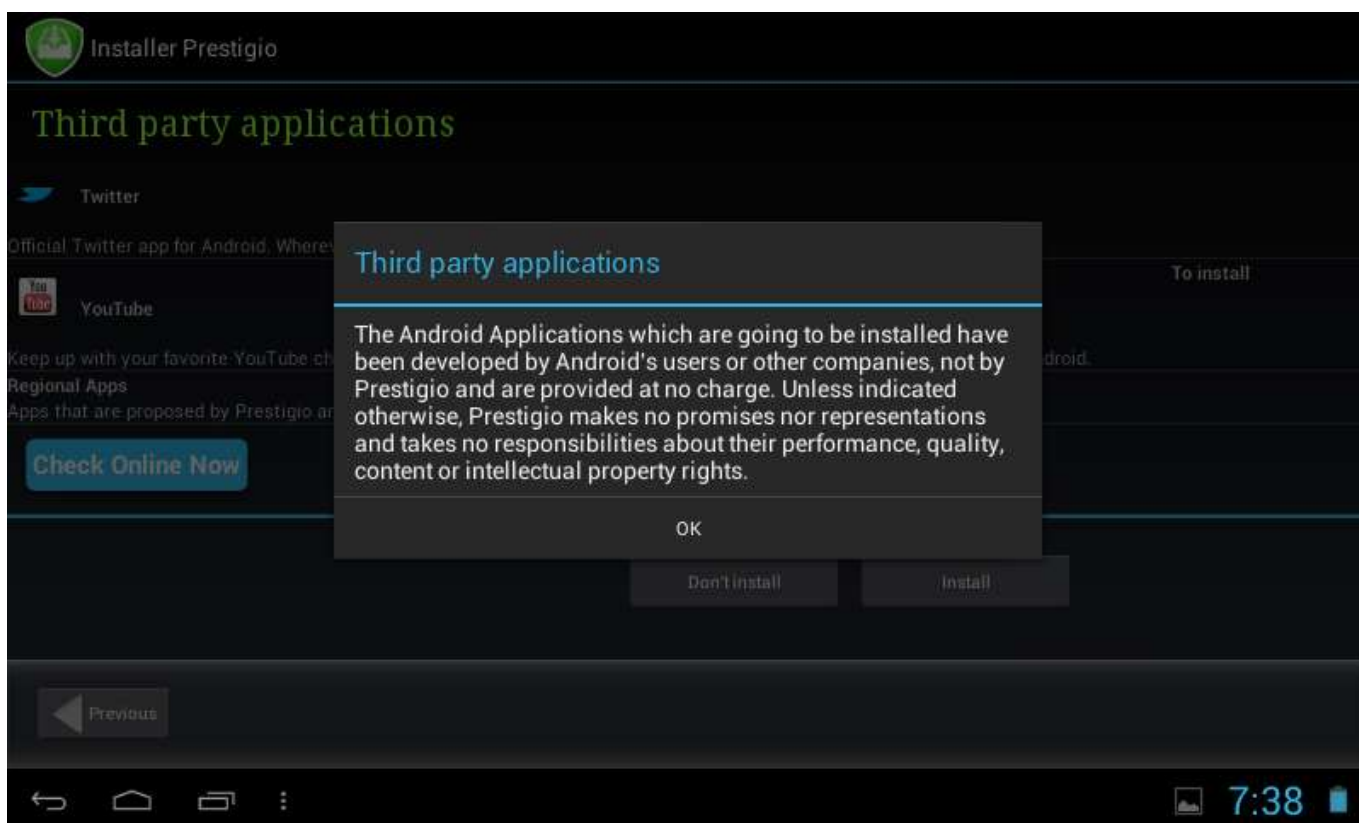 Installer Prestigio
Third party applications
Twitter
Official Twitter app for Android. Wherev
To install
You
Tube
YouTube
Keep up with your favorite YouTube ch
droid.
Regional Apps
Apps that are proposed by Prestigio an
Check Online Now
Third party applications
The Android Applications which are going to be installed have
been developed by Android's users or other companies, not by
Prestigio and are provided at no charge. Unless indicated
otherwise, Prestigio makes no promises nor representations
and takes no responsibilities about their performance, quality,
content or intellectual property rights.
OK
Don't install
Install
Previous
7:38